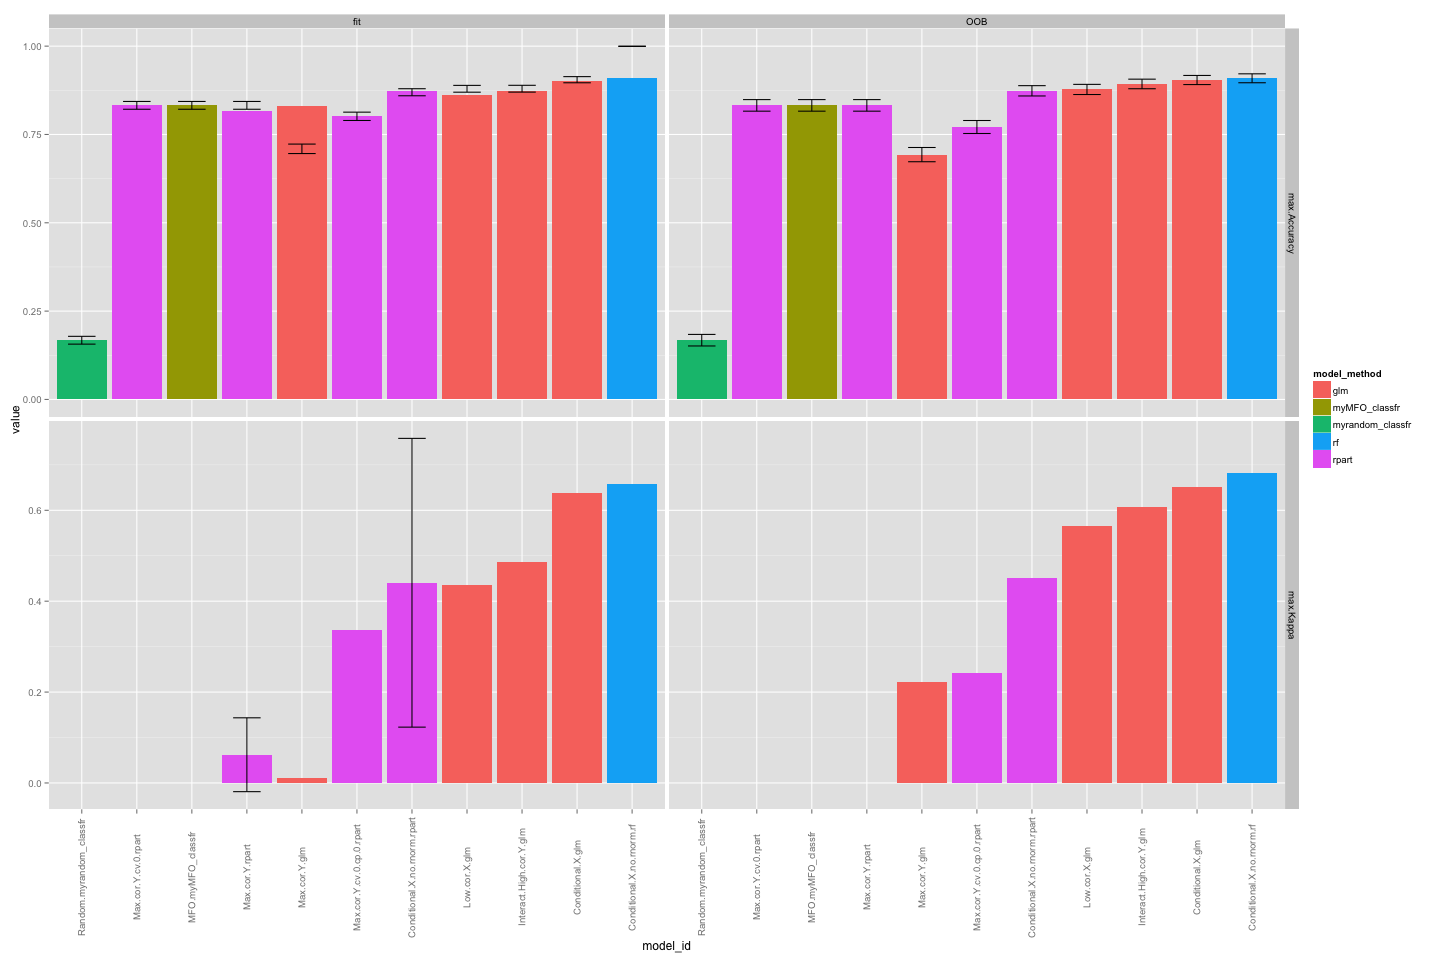 fit
OOB
1.00
0.75
0.50
0.25
0.00
max.Accuracy
value
0.6
0.4
0.2
0.0
max.Kappa
Random.myrandom_classfr
Max.cor.Y.cv.0.rpart
MFO.myMFO_classfr
Max.cor.Y.rpart
Max.cor.Y.glm
Max.cor.Y.cv.0.cp.0.rpart
Conditional.X.no.rnorm.rpart
Low.cor.X.glm
Interact.High.cor.Y.glm
Conditional.X.glm
Conditional.X.no.rnorm.rf
Random.myrandom_classfr
Max.cor.Y.cv.0.rpart
MFO.myMFO_classfr
Max.cor.Y.rpart
Max.cor.Y.glm
Max.cor.Y.cv.0.cp.0.rpart
Conditional.X.no.rnorm.rpart
Low.cor.X.glm
Interact.High.cor.Y.glm
Conditional.X.glm
Conditional.X.no.rnorm.rf
model_id
model_method
glm
myMFO_classfr
myrandom_classfr
rf
rpart